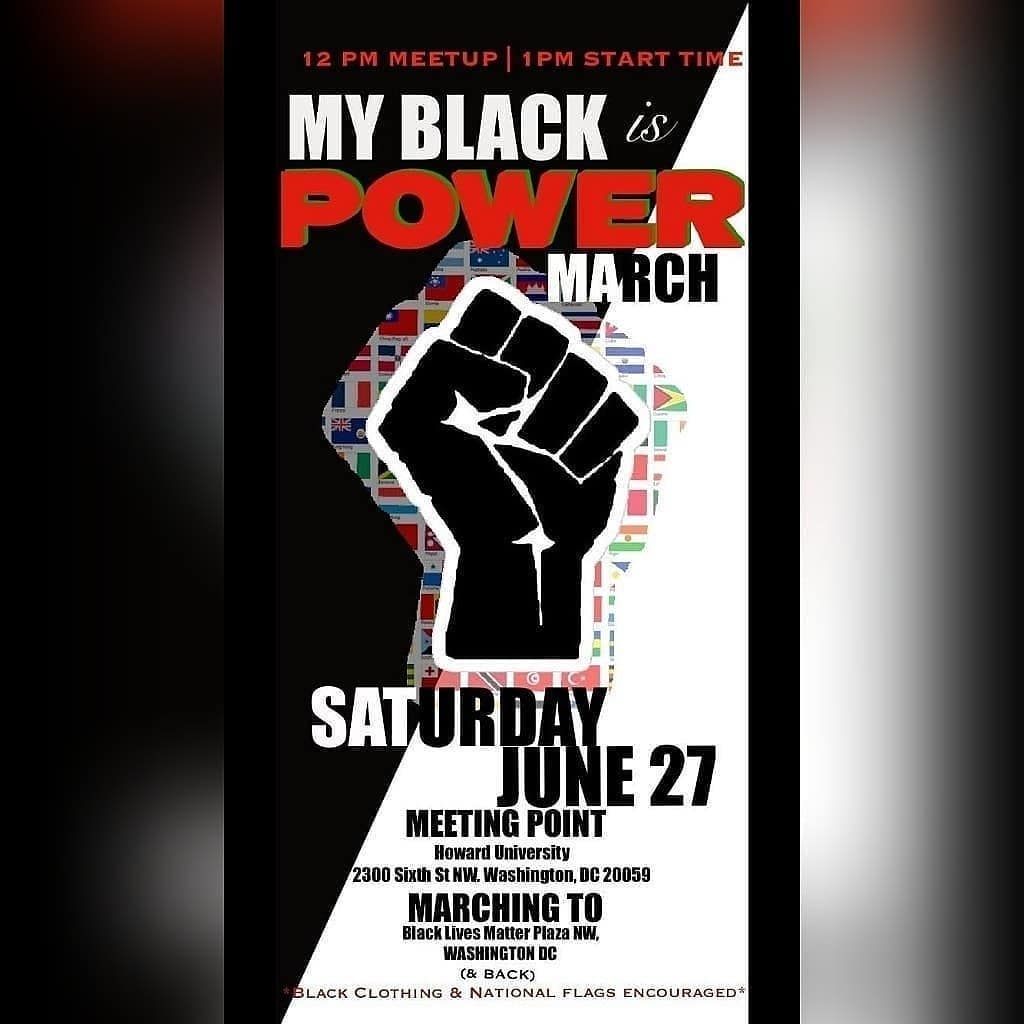 12 PM MEETUP | 1PM START TIME
MY BLACK is
POWER
MARCH
SATURDAY
JUNE 27
MEETING POINT
Howard University
2300 Sixth St NW. Washington, DC 20059
MARCHING TO
Black Lives Matter Plaza NW,
WASHINGTON DC
(& BACK)
*BLACK CLOTHING & NATIONAL FLAGS ENCOURAGED*